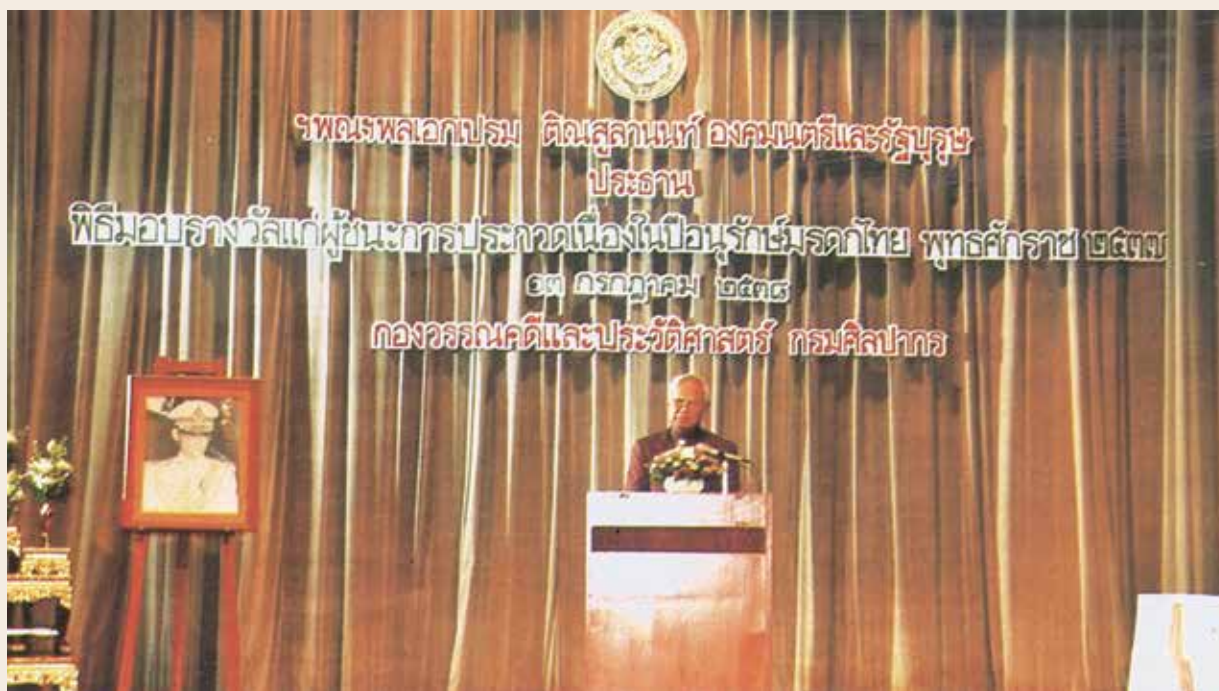 ฯพณฯพลเอกเปรม ติณสูลานนท์ องคมนตรีและรัฐบุรุษ
ประธาน
พิธีมอบรางวัลแก่ผู้ชนะการประกวดเนื่องในปีอนุรักษ์มรดกไทย พุทธศักราช ๒๕๓๗
๑๓ กรกฎาคม ๒๕๓๘
กองวรรณคดีและประวัติศาสตร์ กรมศิลปากร